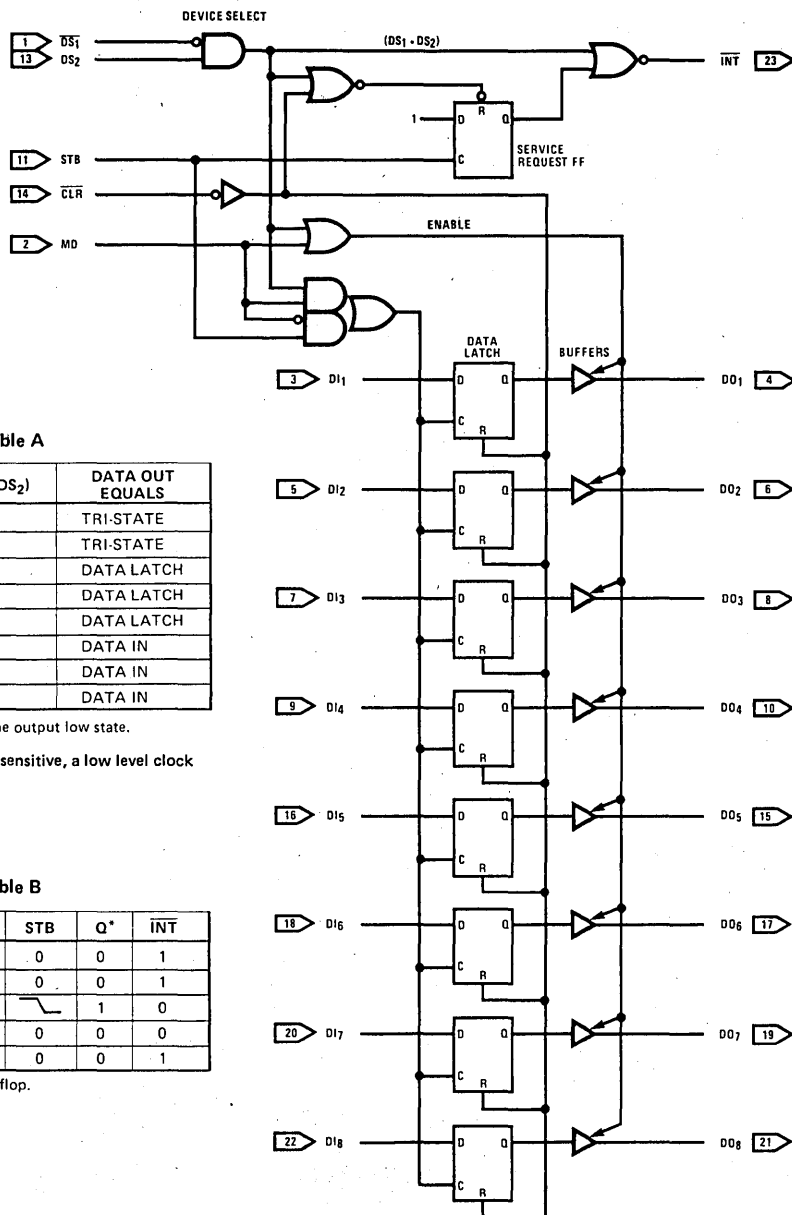 DEVICE SELECT
1 DS1
13 DS2
(DS1 • DS2)
INT 23
1 D R Q
C
SERVICE
REQUEST FF
11 STB
14 CLR
2 MD
ENABLE
DATA
LATCH
BUFFERS
3 DI1 D Q DO1 4
C
R
ble A
DS2) DATA OUT
EQUALS
TRI-STATE
TRI-STATE
DATA LATCH
DATA LATCH
DATA LATCH
DATA IN
DATA IN
DATA IN
ne output low state.
sensitive, a low level clock
5 DI2 D Q DO2 6
C
R
7 DI3 D Q DO3 8
C
R
9 DI4 D Q DO4 10
C
R
16 DI5 D Q DO5 15
C
R
ble B
STB Q* INT
0 0 1
0 0 1
1 0
0 0 0
0 0 1
flop.
18 DI6 D Q DO6 17
C
R
20 DI7 D Q DO7 19
C
R
22 DI8 D Q DO8 21
C
R